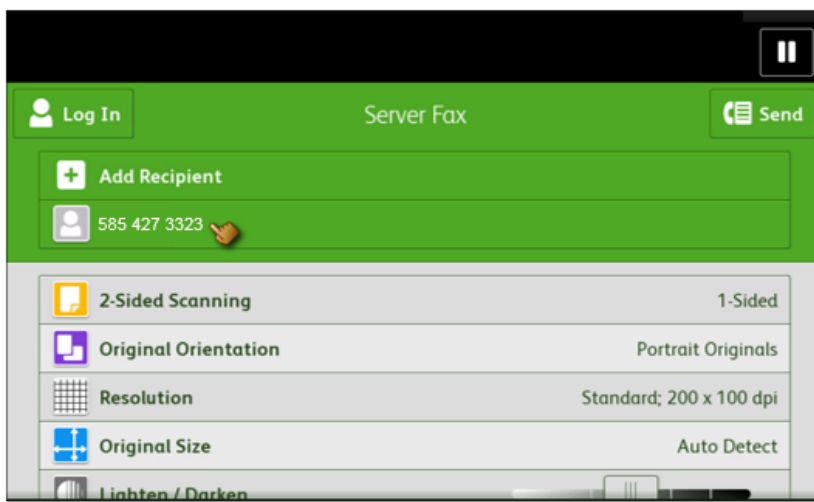 Log In Server Fax Send
Add Recipient
585 427 3323
2-Sided Scanning 1-Sided
Original Orientation Portrait Originals
Resolution Standard; 200 x 100 dpi
Original Size Auto Detect
Lighten / Darken